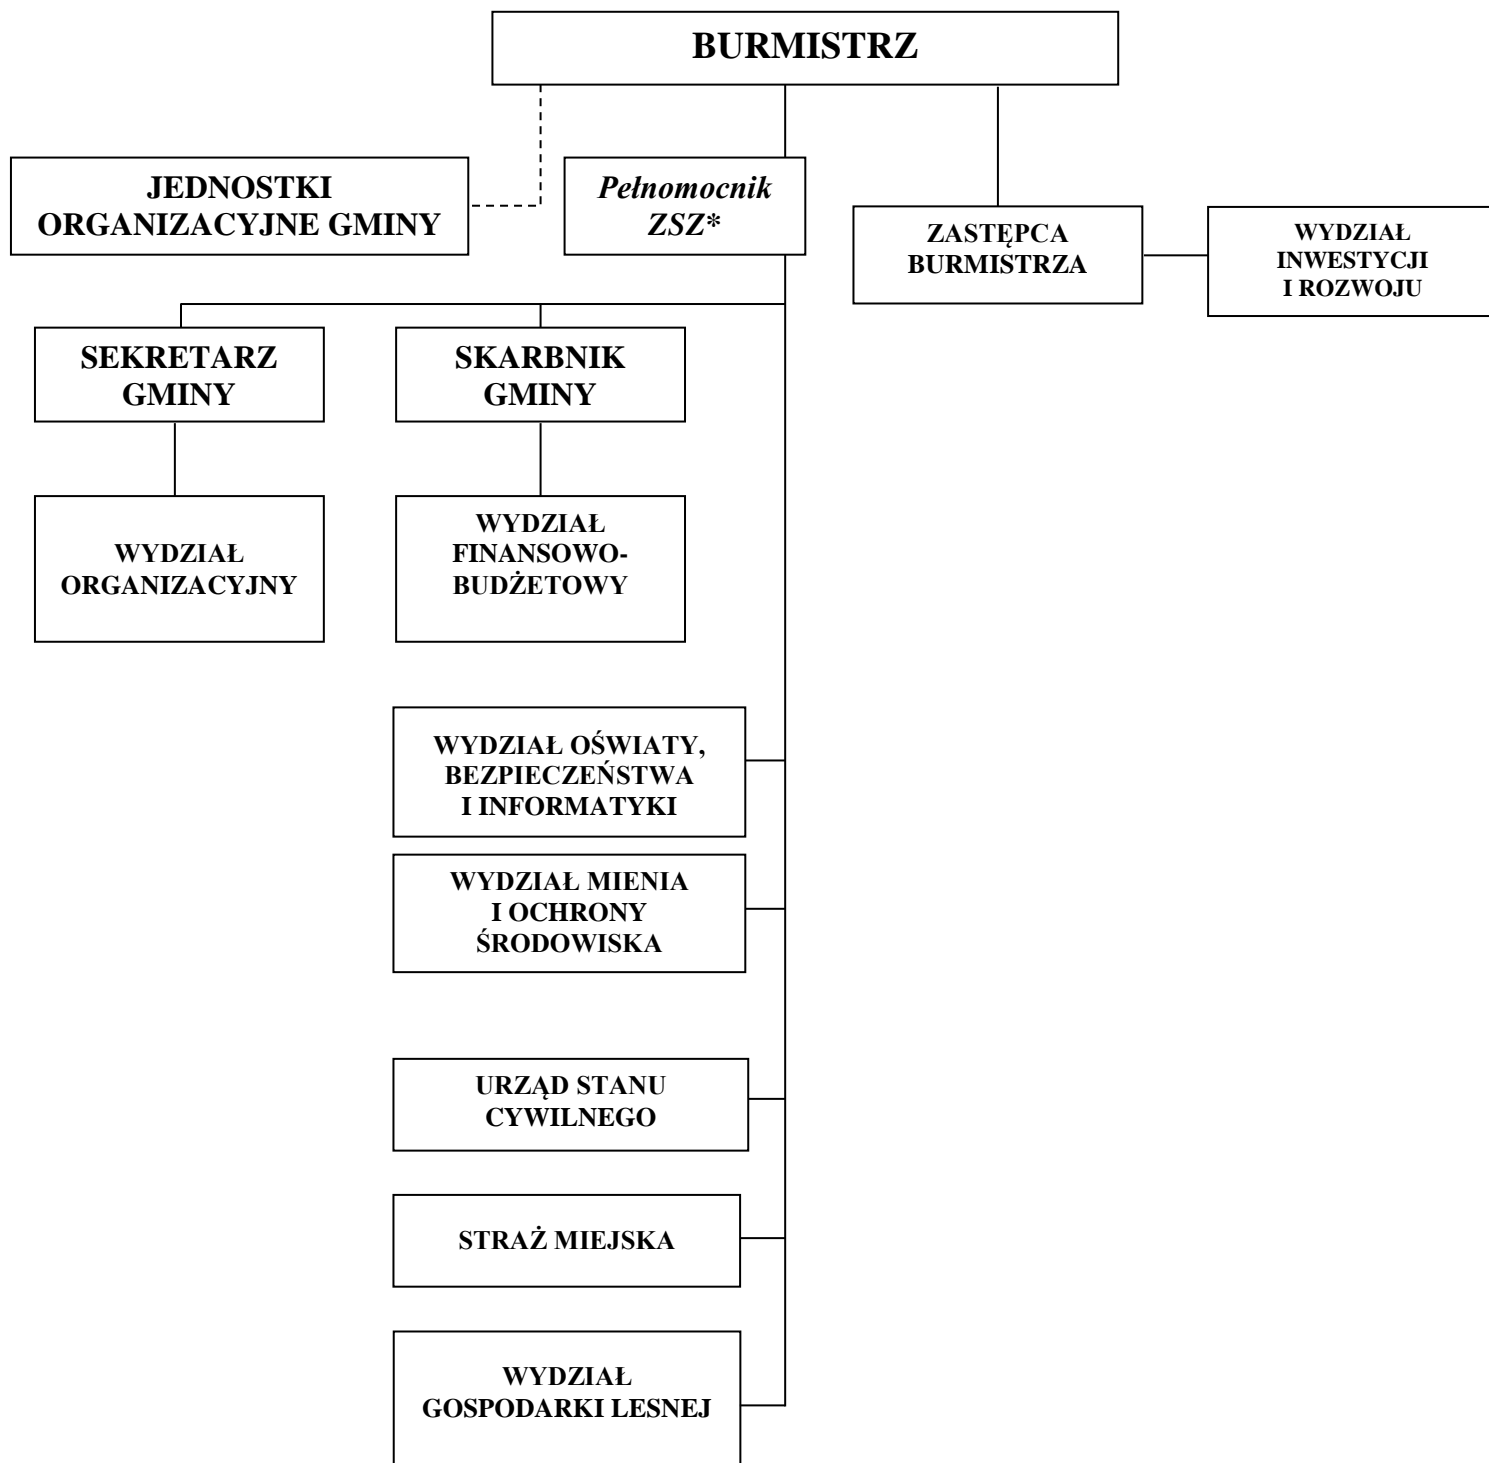 BURMISTRZ
JEDNOSTKI
ORGANIZACYJNE GMINY
Pełnomocnik
ZSZ*
ZASTĘPCA
BURMISTRZA
WYDZIAŁ
INWESTYCJI
I ROZWOJU
SEKRETARZ
GMINY
SKARBNIK
GMINY
WYDZIAŁ
ORGANIZACYJNY
WYDZIAŁ
FINANSOWO-
BUDŻETOWY
WYDZIAŁ OŚWIATY,
BEZPIECZEŃSTWA
I INFORMATYKI
WYDZIAŁ MIENIA
I OCHRONY
ŚRODOWISKA
URZĄD STANU
CYWILNEGO
STRAŻ MIEJSKA
WYDZIAŁ
GOSPODARKI LESNEJ